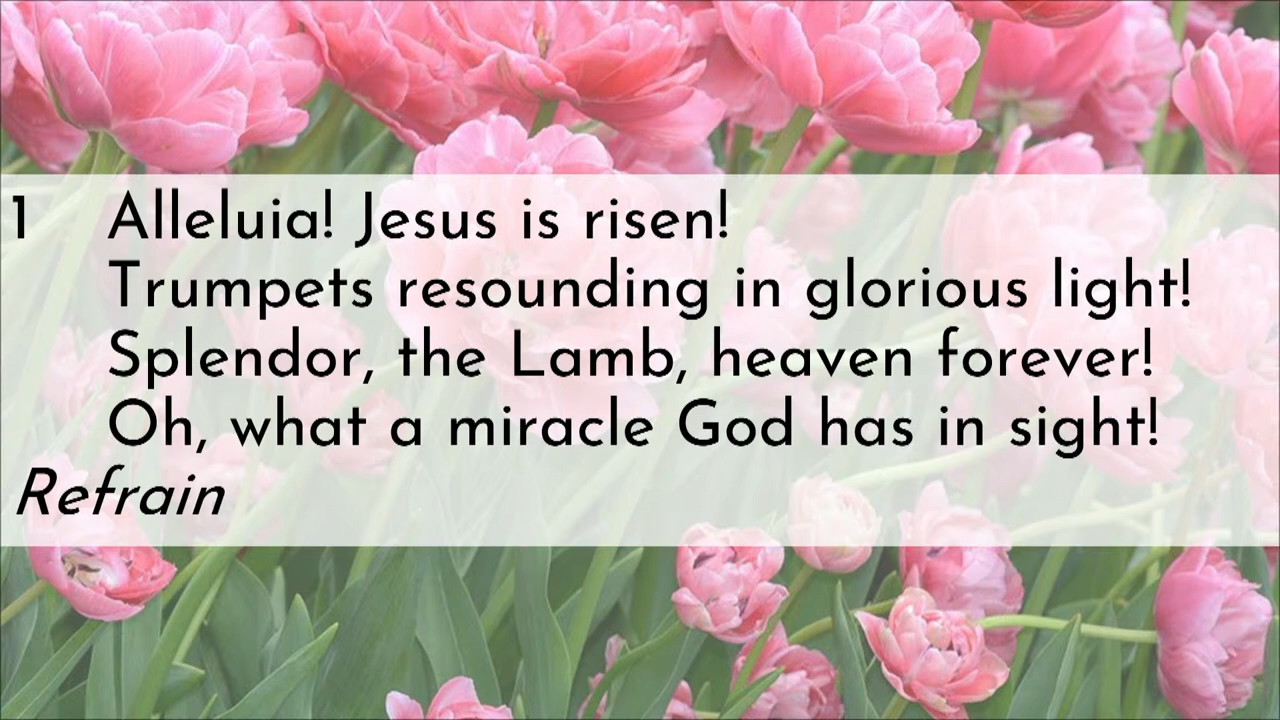 1 Alleluia! Jesus is risen!
Trumpets resounding in glorious light!
Splendor, the Lamb, heaven forever!
Oh, what a miracle God has in sight!
Refrain